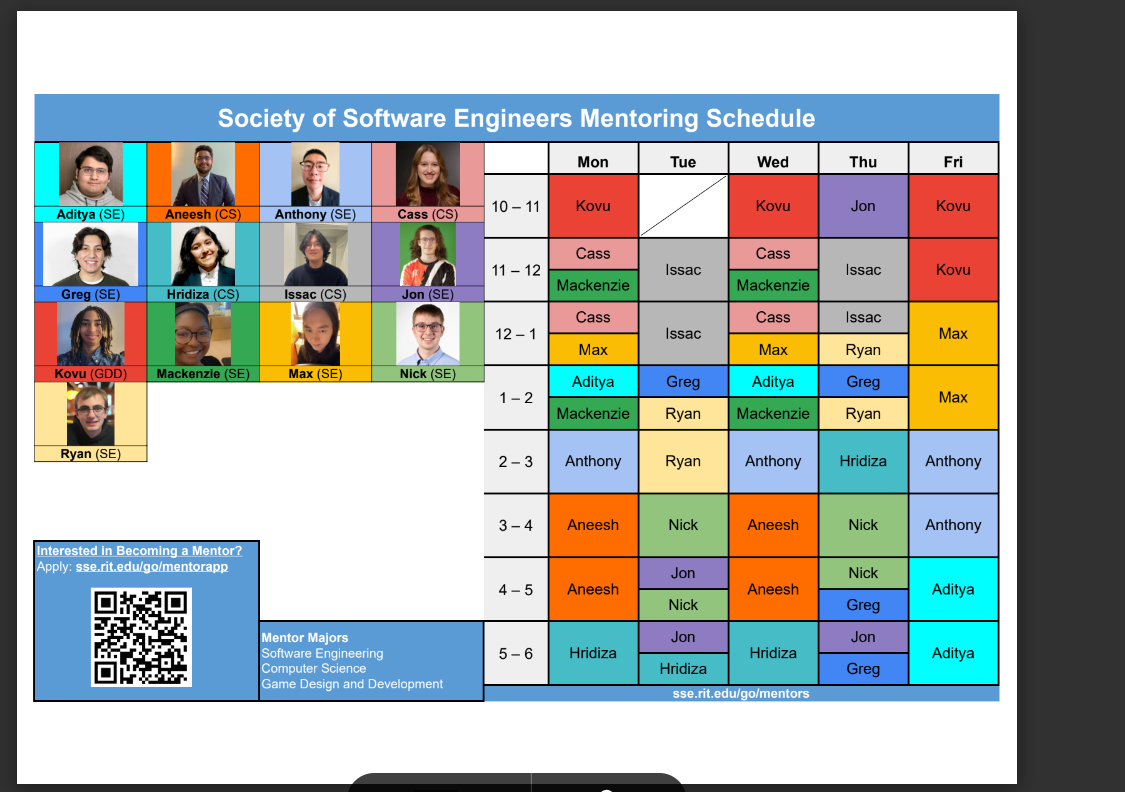 Society of Software Engineers Mentoring Schedule
Aditya (SE) Aneesh (CS) Anthony (SE) Cass (CS)
Greg (SE) Hridiza (CS) Issac (CS) Jon (SE)
Kovu (GDD) Mackenzie (SE) Max (SE) Nick (SE)
Ryan (SE)
Mon Tue Wed Thu Fri
10 – 11 Kovu Kovu Jon Kovu
11 – 12 Cass Mackenzie Issac Cass Mackenzie Issac Kovu
12 – 1 Cass Max Issac Cass Max Issac Ryan Max
1 – 2 Aditya Mackenzie Greg Ryan Aditya Mackenzie Greg Ryan Max
2 – 3 Anthony Ryan Anthony Hridiza Anthony
3 – 4 Aneesh Nick Aneesh Nick Anthony
4 – 5 Aneesh Jon Nick Aneesh Nick Greg Aditya
5 – 6 Hridiza Jon Hridiza Hridiza Jon Greg Aditya
Interested in Becoming a Mentor?
Apply: sse.rit.edu/go/mentorapp
Mentor Majors
Software Engineering
Computer Science
Game Design and Development
sse.rit.edu/go/mentors